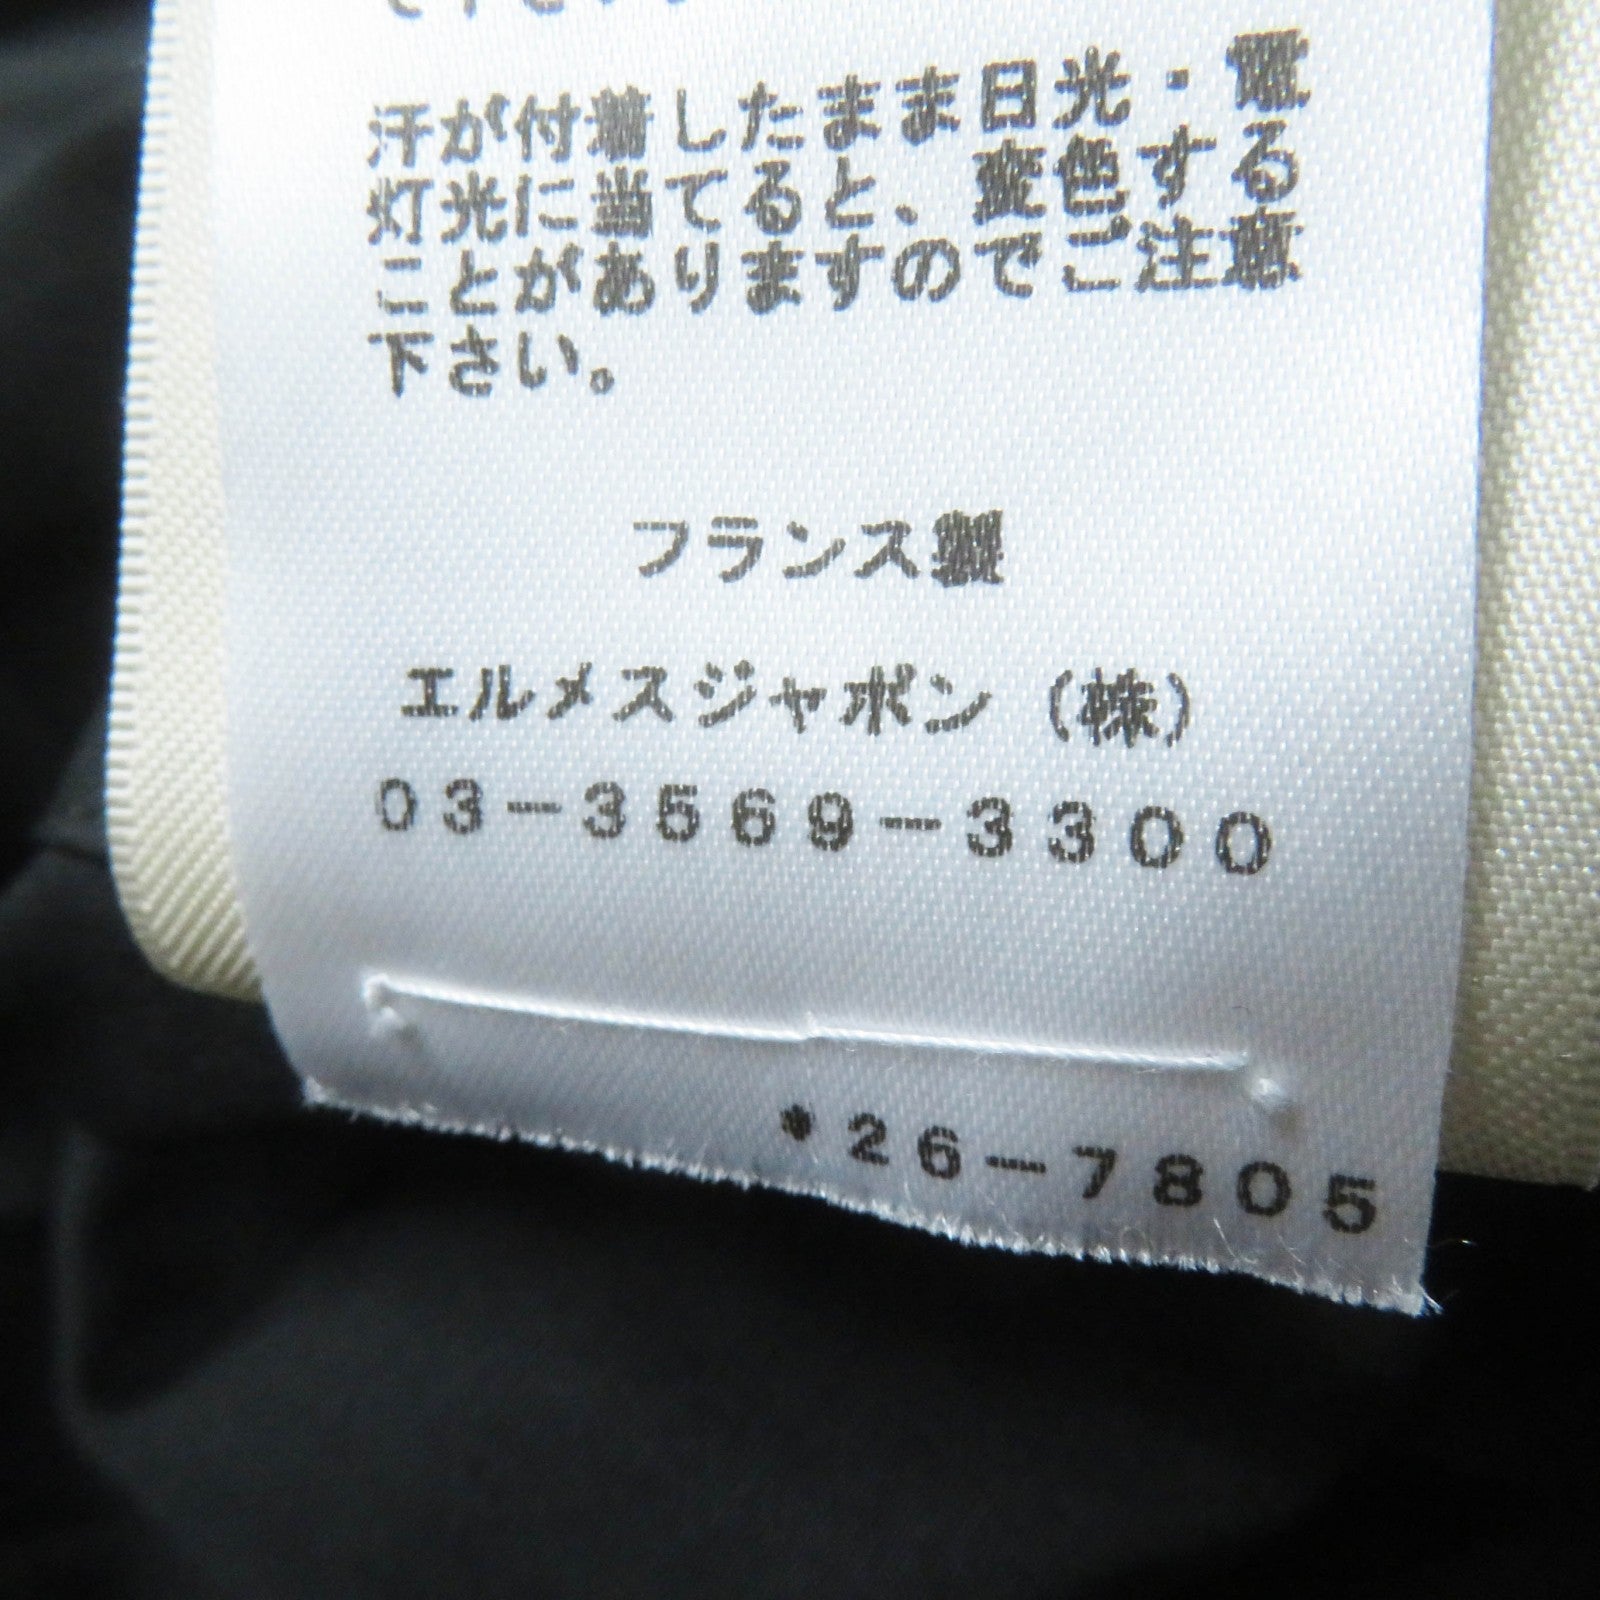 汗が付着したまま日光・電
灯光に当てると、変色する
ことがありますのでご注意
下さい。
フランス製
エルメスジャポン（株）
03-3569-3300
*26-7805